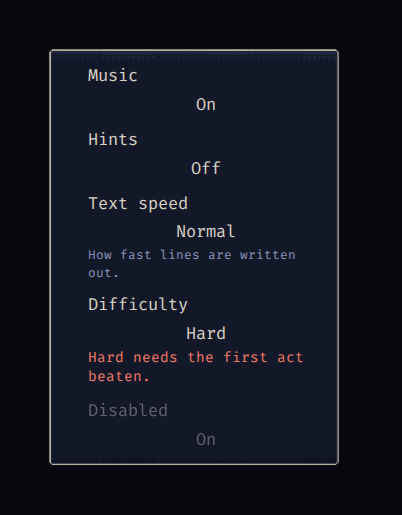 Music
On
Hints
Off
Text speed
Normal
How fast lines are written
out.
Difficulty
Hard
Hard needs the first act
beaten.
Disabled
On